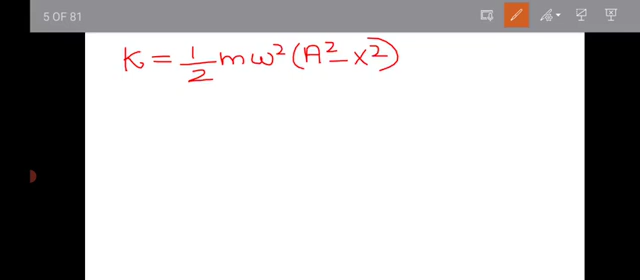 5 OF 81
K = 1/2 mω² (A² - x²)